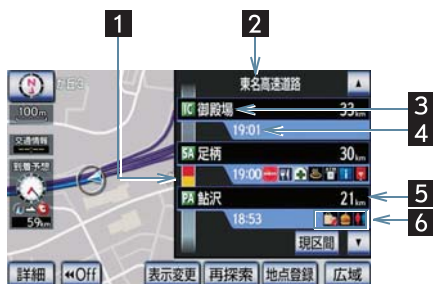 1
2
東名高速道路
▲
N
100m
IC 御殿場
33km
3
19:01
4
交通情報
到着予想
SA 足柄
30km
19:00
PA 鮎沢
21km
5
18:53
6
59km
現区間
▼
詳細
◀◀Off
表示変更
再探索
地点登録
広域